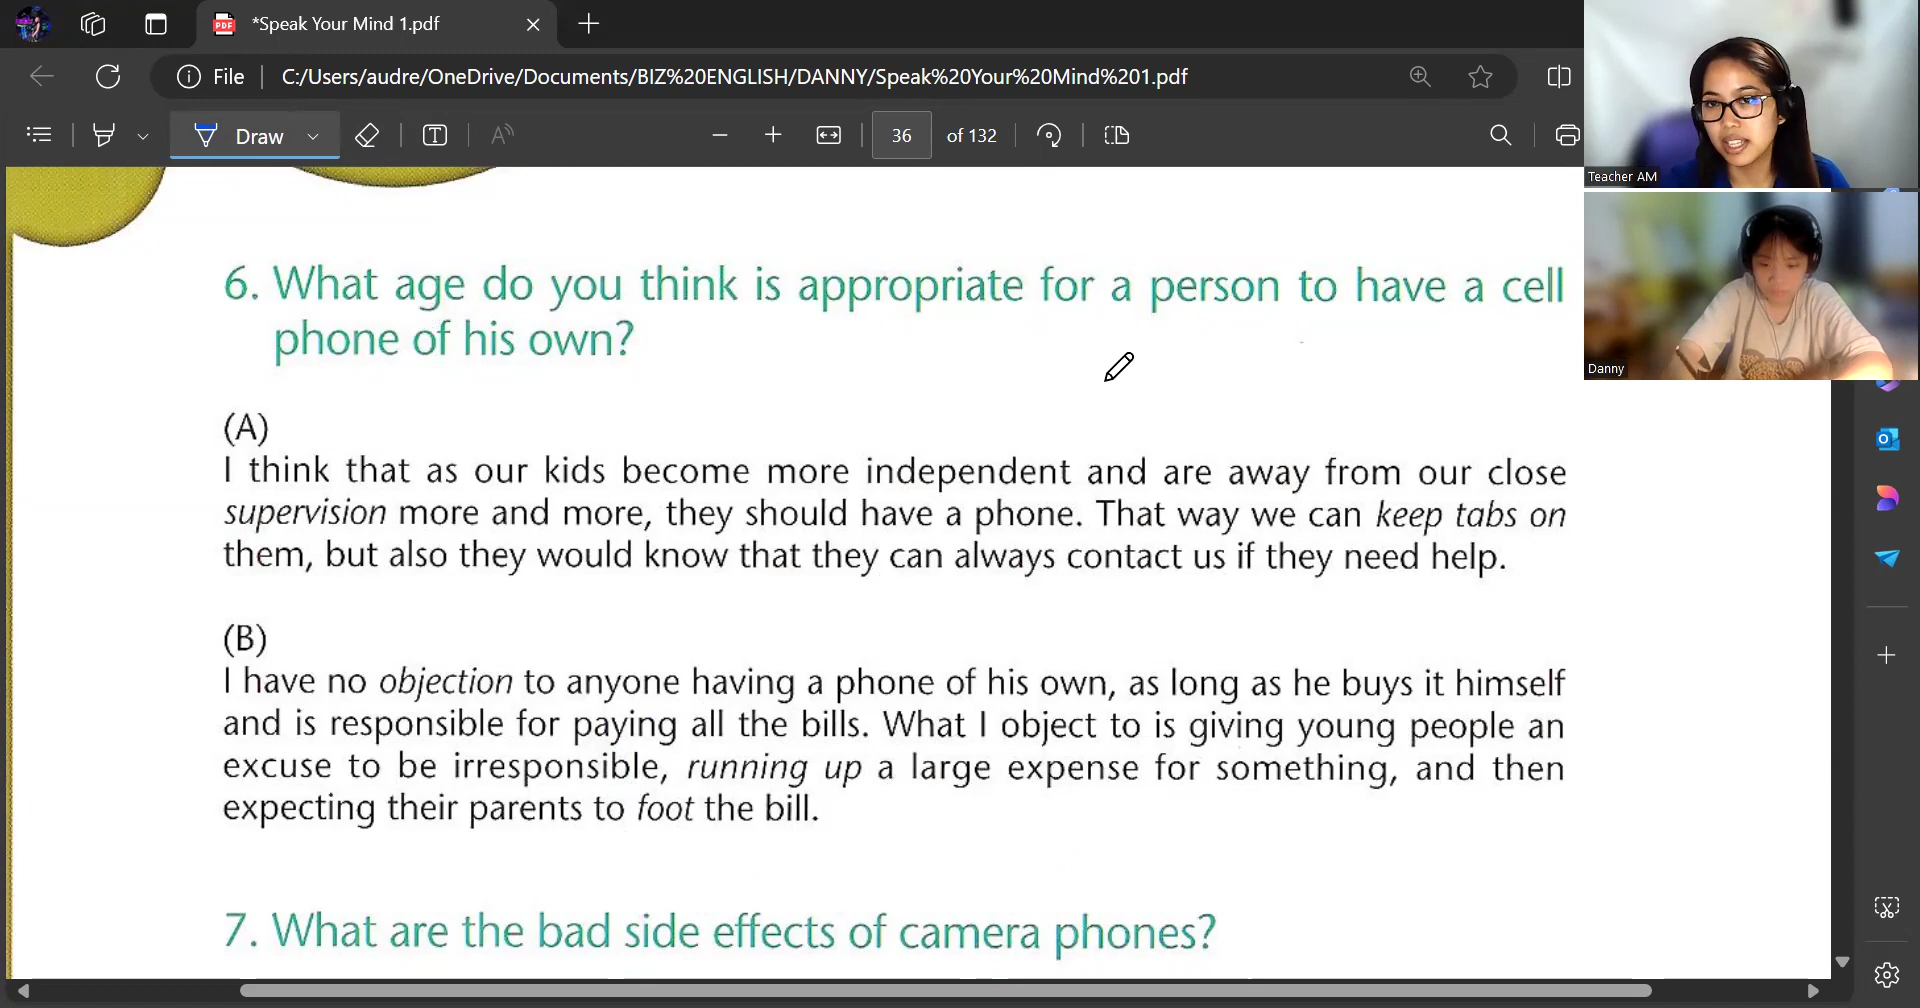 *Speak Your Mind 1.pdf
File
C:/Users/audre/OneDrive/Documents/BIZ%20ENGLISH/DANNY/Speak%20Your%20Mind%201.pdf
Draw
36 of 132
Teacher AM
Danny
6. What age do you think is appropriate for a person to have a cell
phone of his own?
(A)
I think that as our kids become more independent and are away from our close
supervision more and more, they should have a phone. That way we can keep tabs on
them, but also they would know that they can always contact us if they need help.
(B)
I have no objection to anyone having a phone of his own, as long as he buys it himself
and is responsible for paying all the bills. What I object to is giving young people an
excuse to be irresponsible, running up a large expense for something, and then
expecting their parents to foot the bill.
7. What are the bad side effects of camera phones?